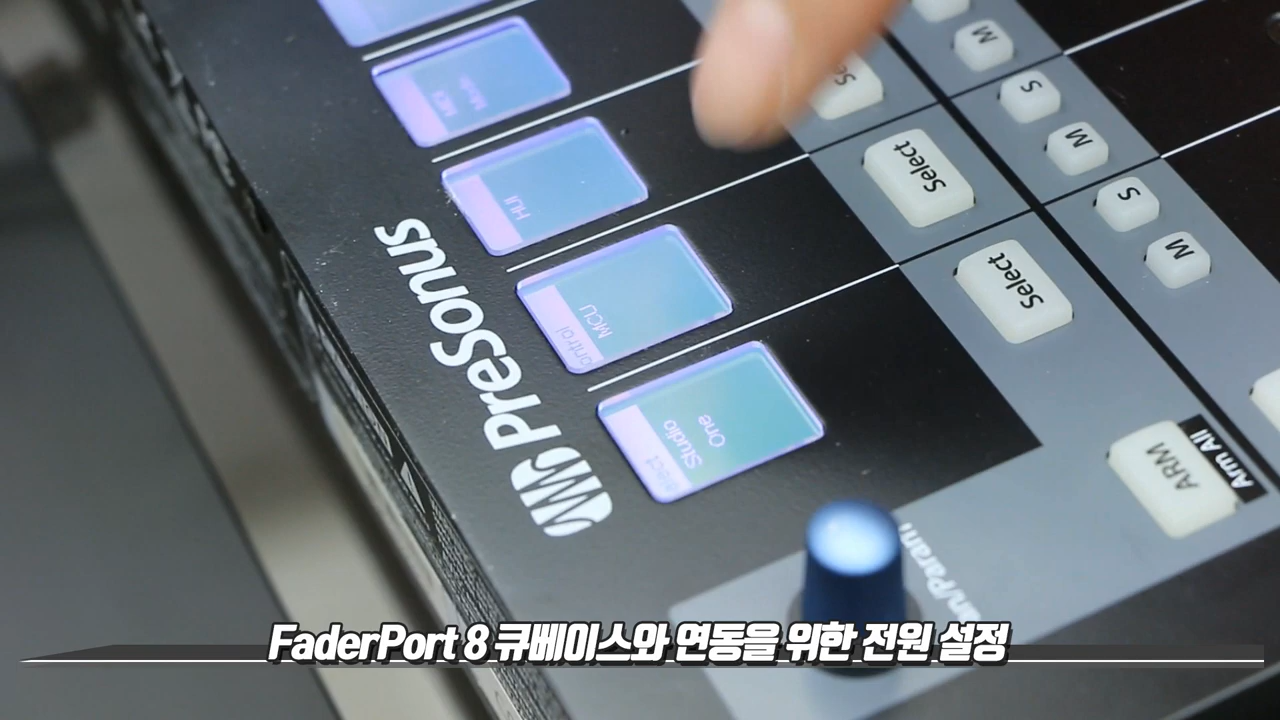 PreSonus
Studio
One
MCU
HUI
Select
Select
S
M
S
M
M
ARM
Arm All
FaderPort 8 큐베이스와 연동을 위한 전원 설정